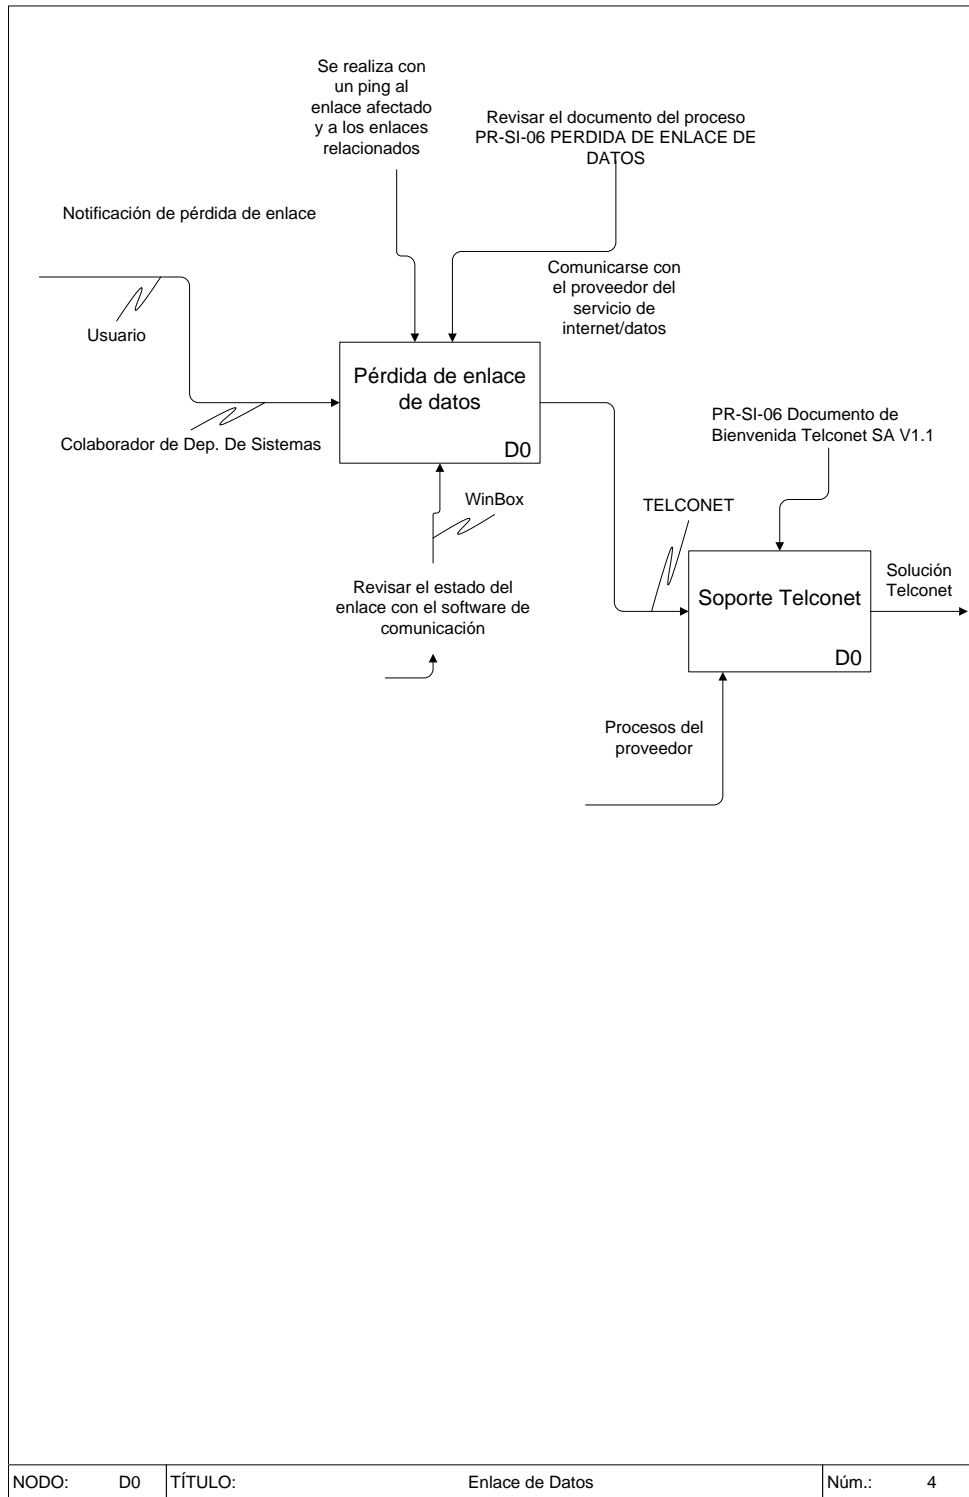 Se realiza con
un ping al
enlace afectado
y a los enlaces
relacionados
Revisar el documento del proceso
PR-SI-06 PERDIDA DE ENLACE DE
DATOS
Notificación de pérdida de enlace
Usuario
Comunicarse con
el proveedor del
servicio de
internet/datos
Pérdida de enlace
de datos
D0
Colaborador de Dep. De Sistemas
PR-SI-06 Documento de
Bienvenida Telconet SA V1.1
WinBox
TELCONET
Revisar el estado del
enlace con el software de
comunicación
Soporte Telconet
D0
Solución
Telconet
Procesos del
proveedor
NODO: D0 TÍTULO: Enlace de Datos Núm.: 4